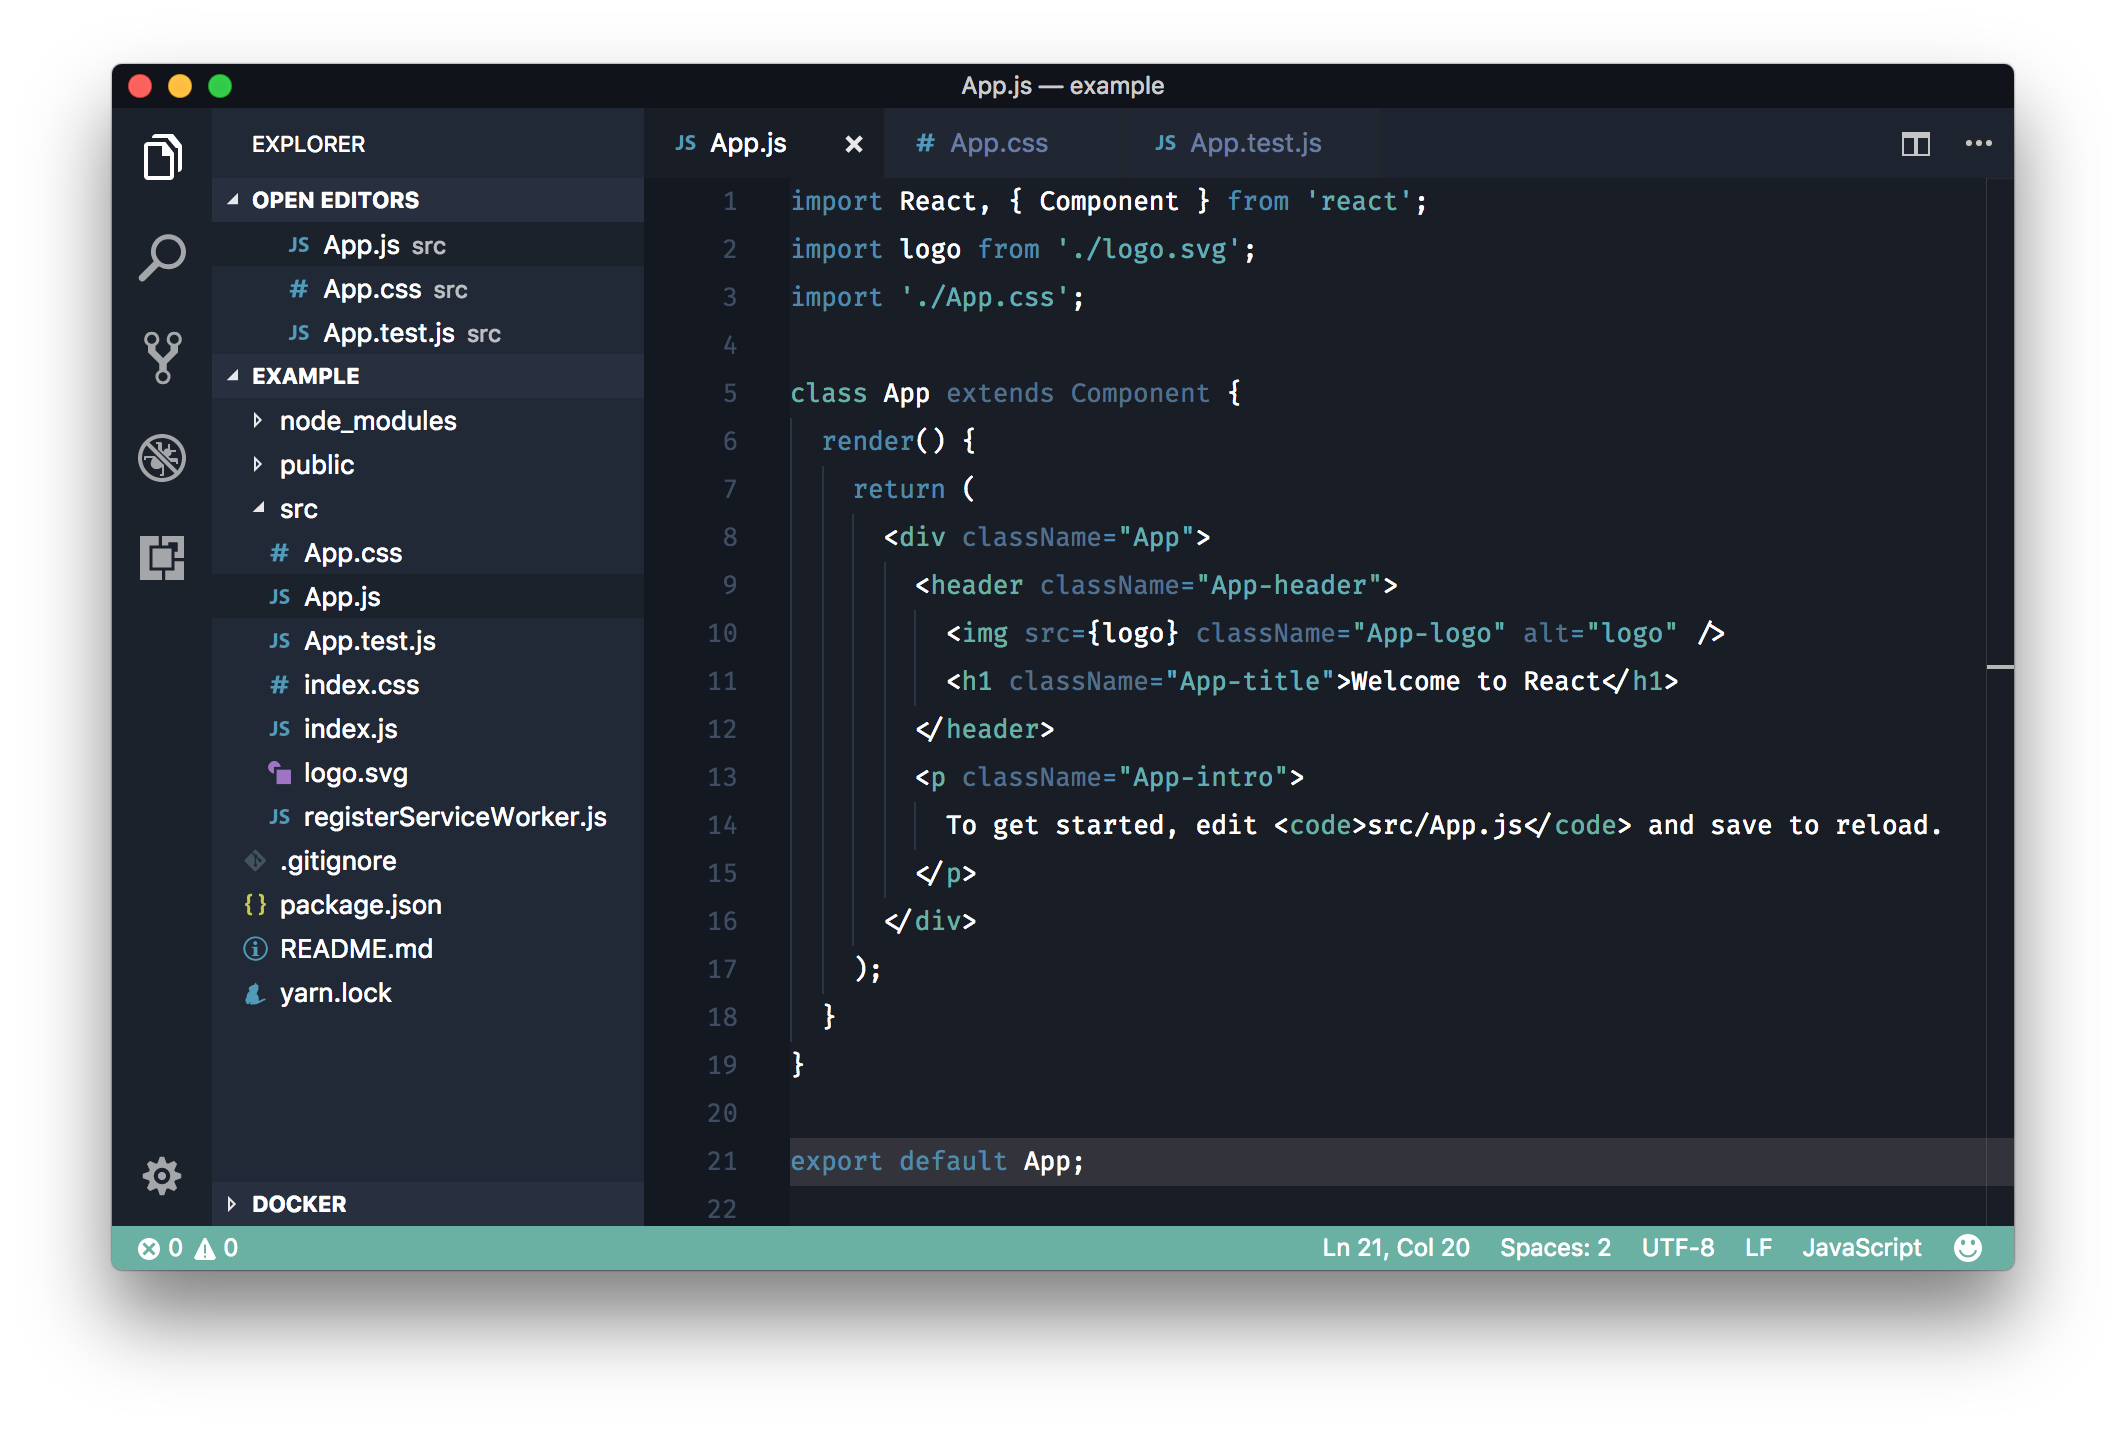 App.js — example
EXPLORER
OPEN EDITORS
JS App.js src
# App.css src
JS App.test.js src
EXAMPLE
node_modules
public
src
# App.css
JS App.js
JS App.test.js
# index.css
JS index.js
logo.svg
JS registerServiceWorker.js
.gitignore
{ } package.json
README.md
yarn.lock
DOCKER
JS App.js
# App.css
JS App.test.js
1 import React, { Component } from 'react';
2 import logo from './logo.svg';
3 import './App.css';
4
5 class App extends Component {
6 render() {
7 return (
8 <div className="App">
9 <header className="App-header">
10 <img src={logo} className="App-logo" alt="logo" />
11 <h1 className="App-title">Welcome to React</h1>
12 </header>
13 <p className="App-intro">
14 To get started, edit <code>src/App.js</code> and save to reload.
15 </p>
16 </div>
17 );
18 }
19 }
20
21 export default App;
22
0 0
Ln 21, Col 20 Spaces: 2 UTF-8 LF JavaScript